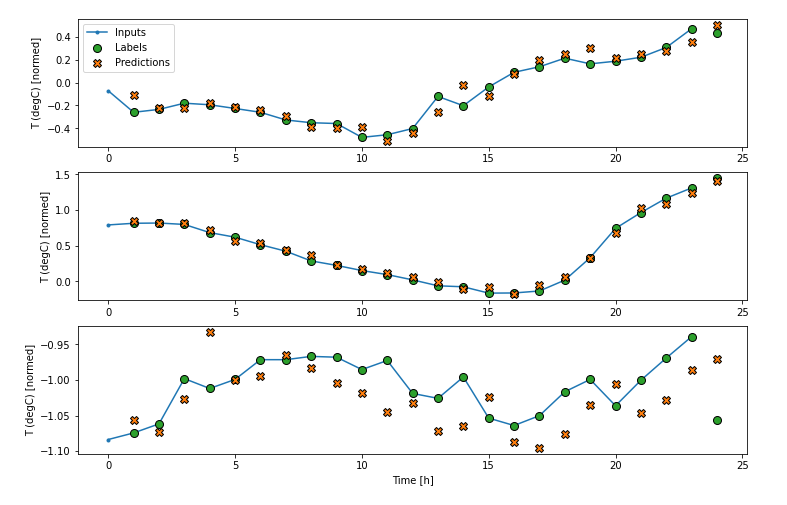 T (degC) [normed]
0.4
0.2
0.0
−0.2
−0.4
Inputs
Labels
Predictions
0 5 10 15 20 25
T (degC) [normed]
1.5
1.0
0.5
0.0
0 5 10 15 20 25
T (degC) [normed]
−0.95
−1.00
−1.05
−1.10
0 5 10 15 20 25
Time [h]